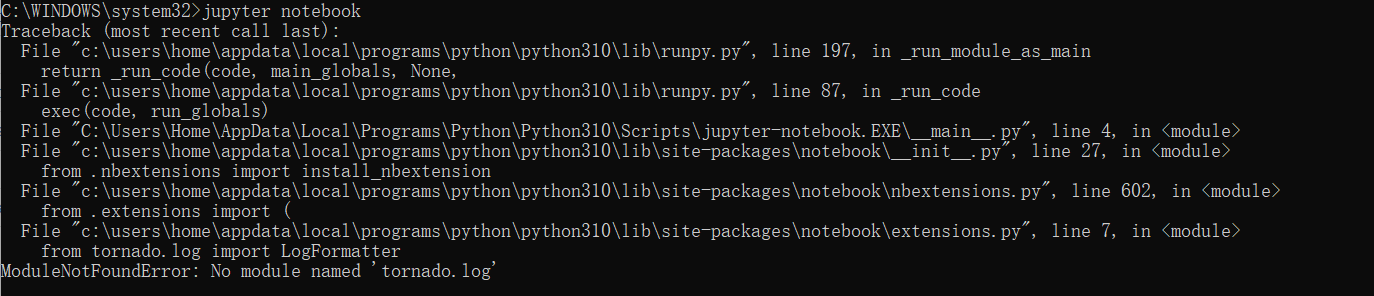 C:\WINDOWS\system32>jupyter notebook
Traceback (most recent call last):
  File "c:\users\home\appdata\local\programs\python\python310\lib\runpy.py", line 197, in _run_module_as_main
    return _run_code(code, main_globals, None,
  File "c:\users\home\appdata\local\programs\python\python310\lib\runpy.py", line 87, in _run_code
    exec(code, run_globals)
  File "C:\Users\Home\AppData\Local\Programs\Python\Python310\Scripts\jupyter-notebook.EXE\__main__.py", line 4, in <module>
  File "c:\users\home\appdata\local\programs\python\python310\lib\site-packages\notebook\__init__.py", line 27, in <module>
    from .nbextensions import install_nbextension
  File "c:\users\home\appdata\local\programs\python\python310\lib\site-packages\notebook\nbextensions.py", line 602, in <module>
    from .extensions import (
  File "c:\users\home\appdata\local\programs\python\python310\lib\site-packages\notebook\extensions.py", line 7, in <module>
    from tornado.log import LogFormatter
ModuleNotFoundError: No module named 'tornado.log'